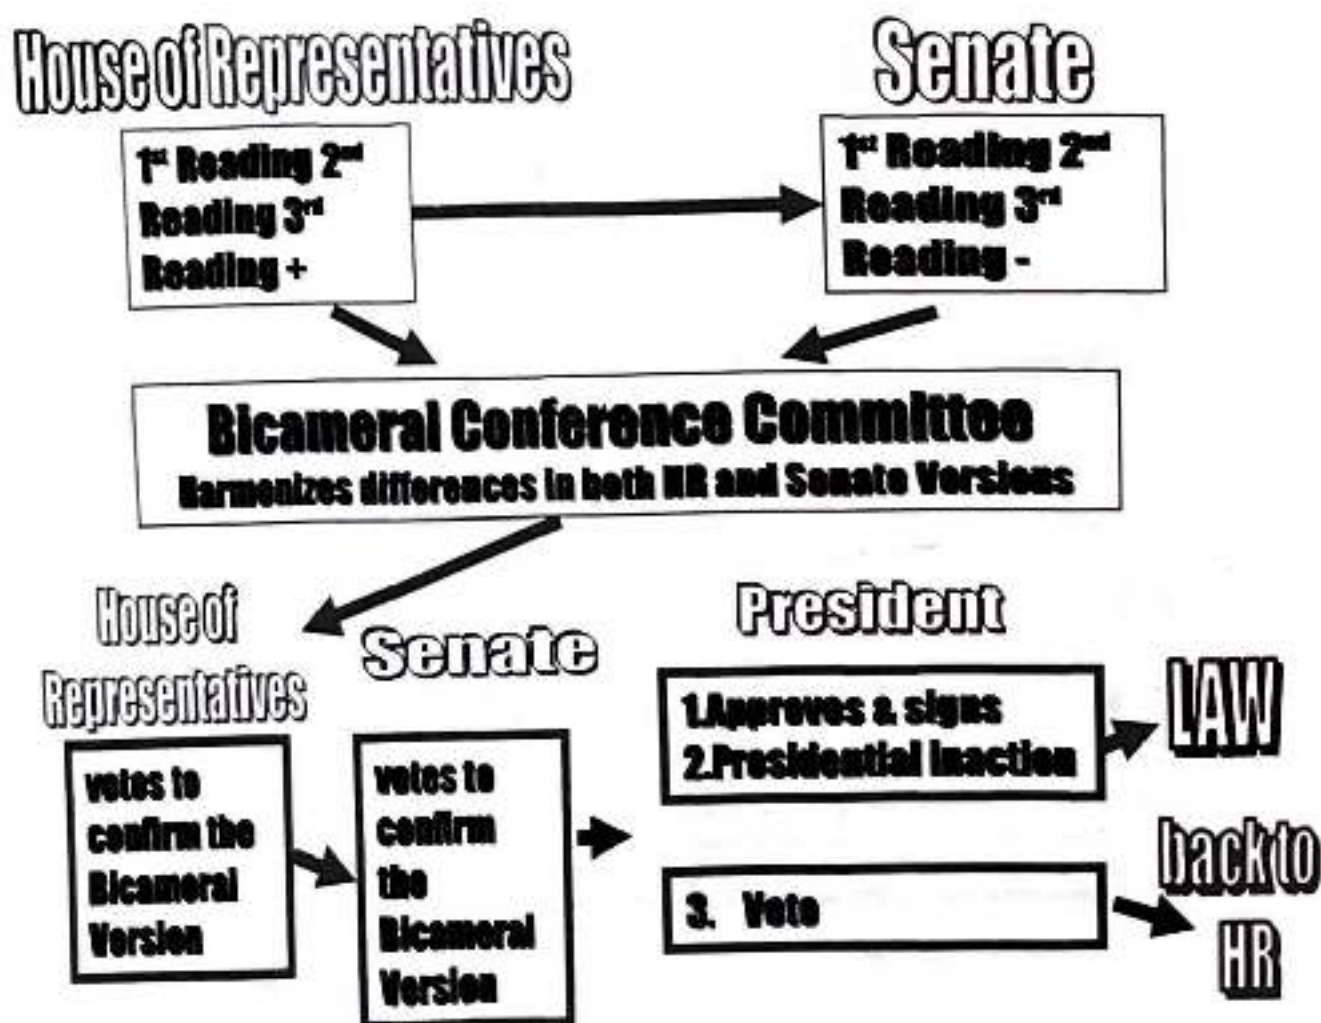 House of Representatives
1st Reading 2nd
Reading 3rd
Reading +
Senate
1st Reading 2nd
Reading 3rd
Reading -
Bicameral Conference Committee
Harmonizes differences in both HR and Senate Versions
House of
Representatives
votes to
confirm the
Bicameral
Version
Senate
votes to
confirm
the
Bicameral
Version
President
1.Approves & signs
2.Presidential inaction
LAW
3. Veto
back to
HR